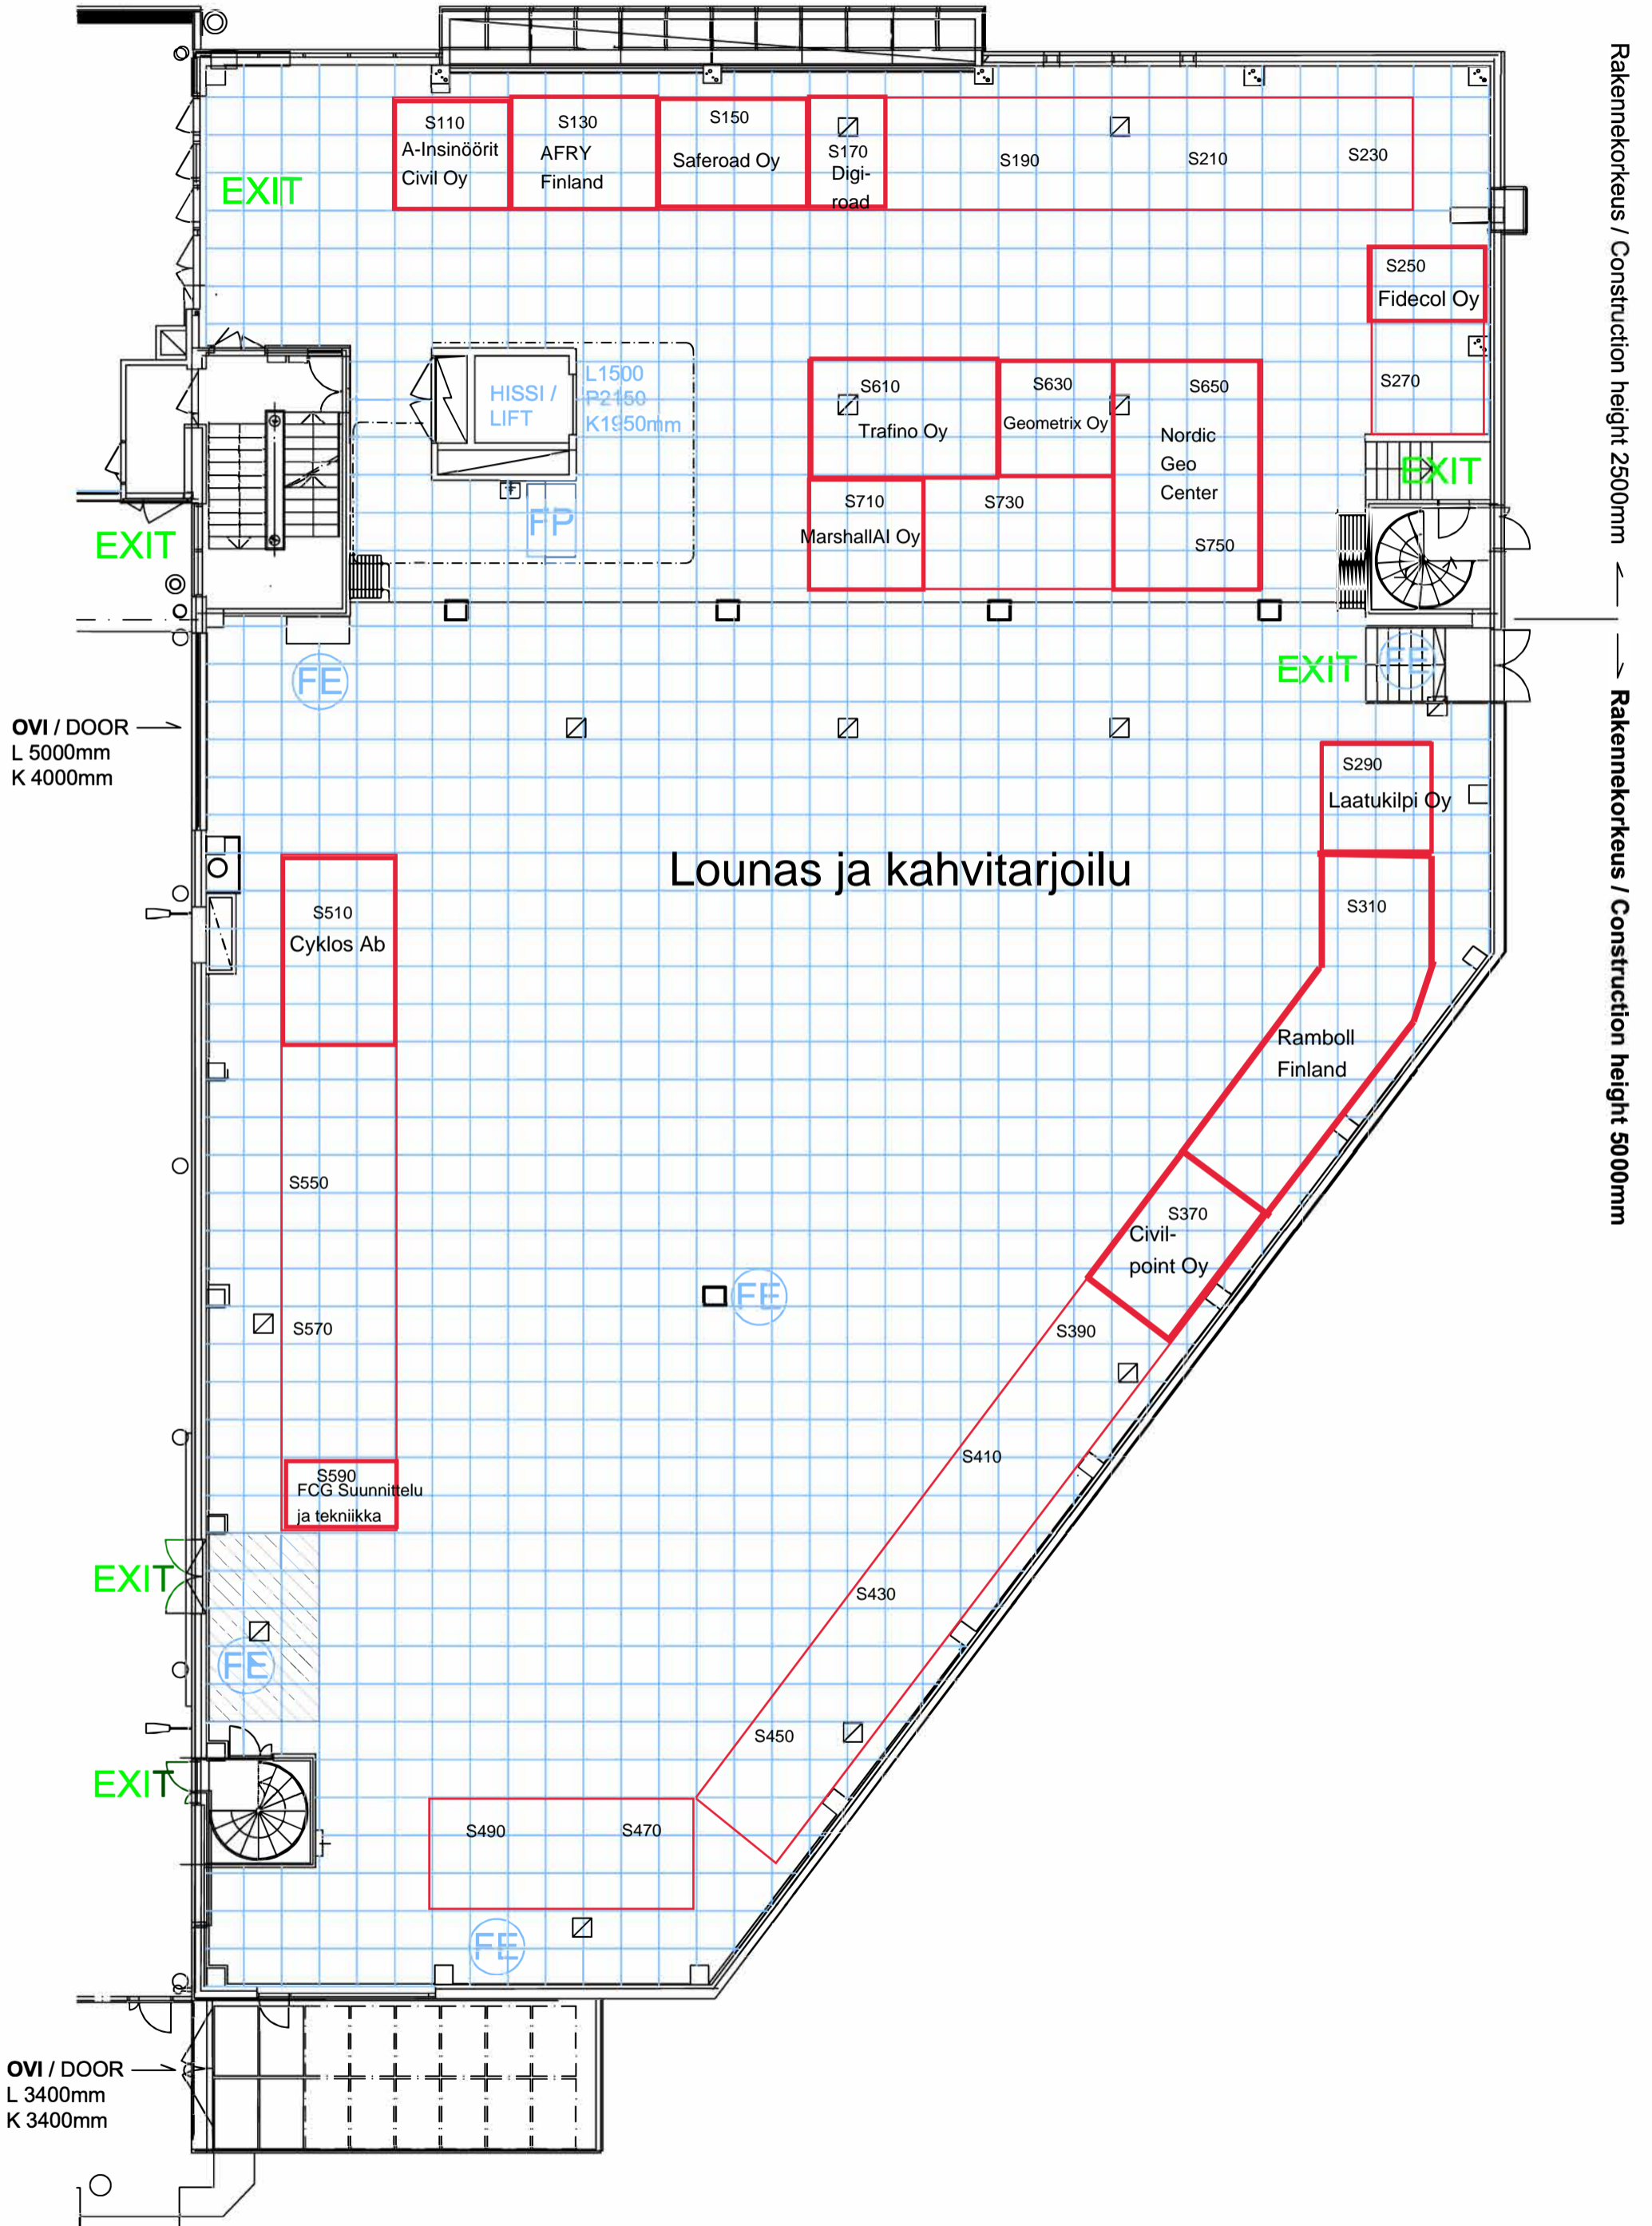 S110
A-Insinöörit
Civil Oy
S130
AFRY
Finland
S150
Saferoad Oy
S170
Digi-
road
S190
S210
S230
EXIT
S250
Fidecol Oy
S270
HISSI /
LIFT
L1500
P2150
K1950mm
FP
S610
Trafino Oy
S630
Geometrix Oy
S650
Nordic
Geo
Center
S750
S710
MarshallAI Oy
S730
EXIT
EXIT
EXIT
FE
FE
Rakennekorkeus / Construction height 2500mm
Rakennekorkeus / Construction height 5000mm
OVI / DOOR
L 5000mm
K 4000mm
S290
Laatukilpi Oy
Lounas ja kahvitarjoilu
S310
Ramboll
Finland
S510
Cyklos Ab
S550
S570
S590
FCG Suunnittelu
ja tekniikka
FE
S370
Civil-
point Oy
S390
S410
S430
S450
EXIT
FE
EXIT
S490
S470
FE
OVI / DOOR
L 3400mm
K 3400mm